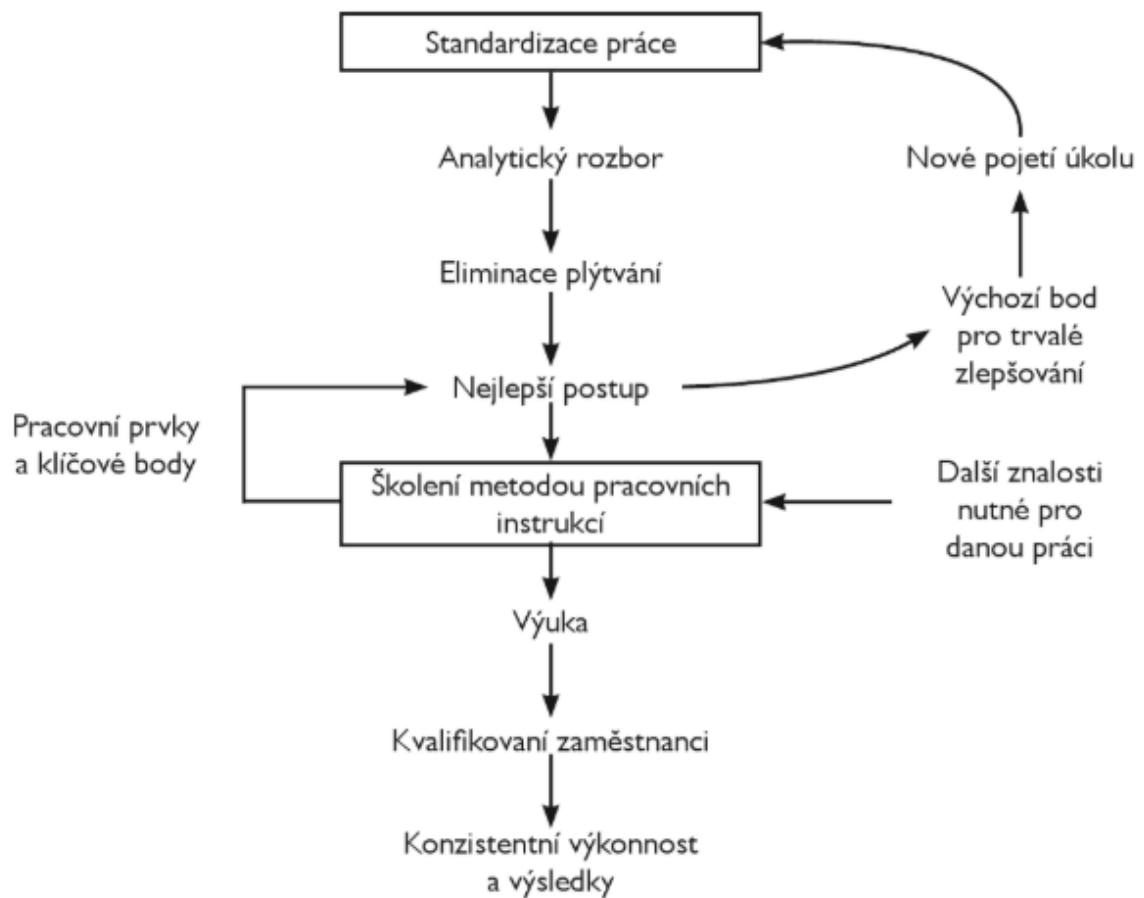 Standardizace práce
Analytický rozbor
Nové pojetí úkolu
Eliminace plýtvání
Výchozí bod
pro trvalé
zlepšování
Nejlepší postup
Pracovní prvky
a klíčové body
Školení metodou pracovních
instrukcí
Další znalosti
nutné pro
danou práci
Výuka
Kvalifikovaní zaměstnanci
Konzistentní výkonnost
a výsledky